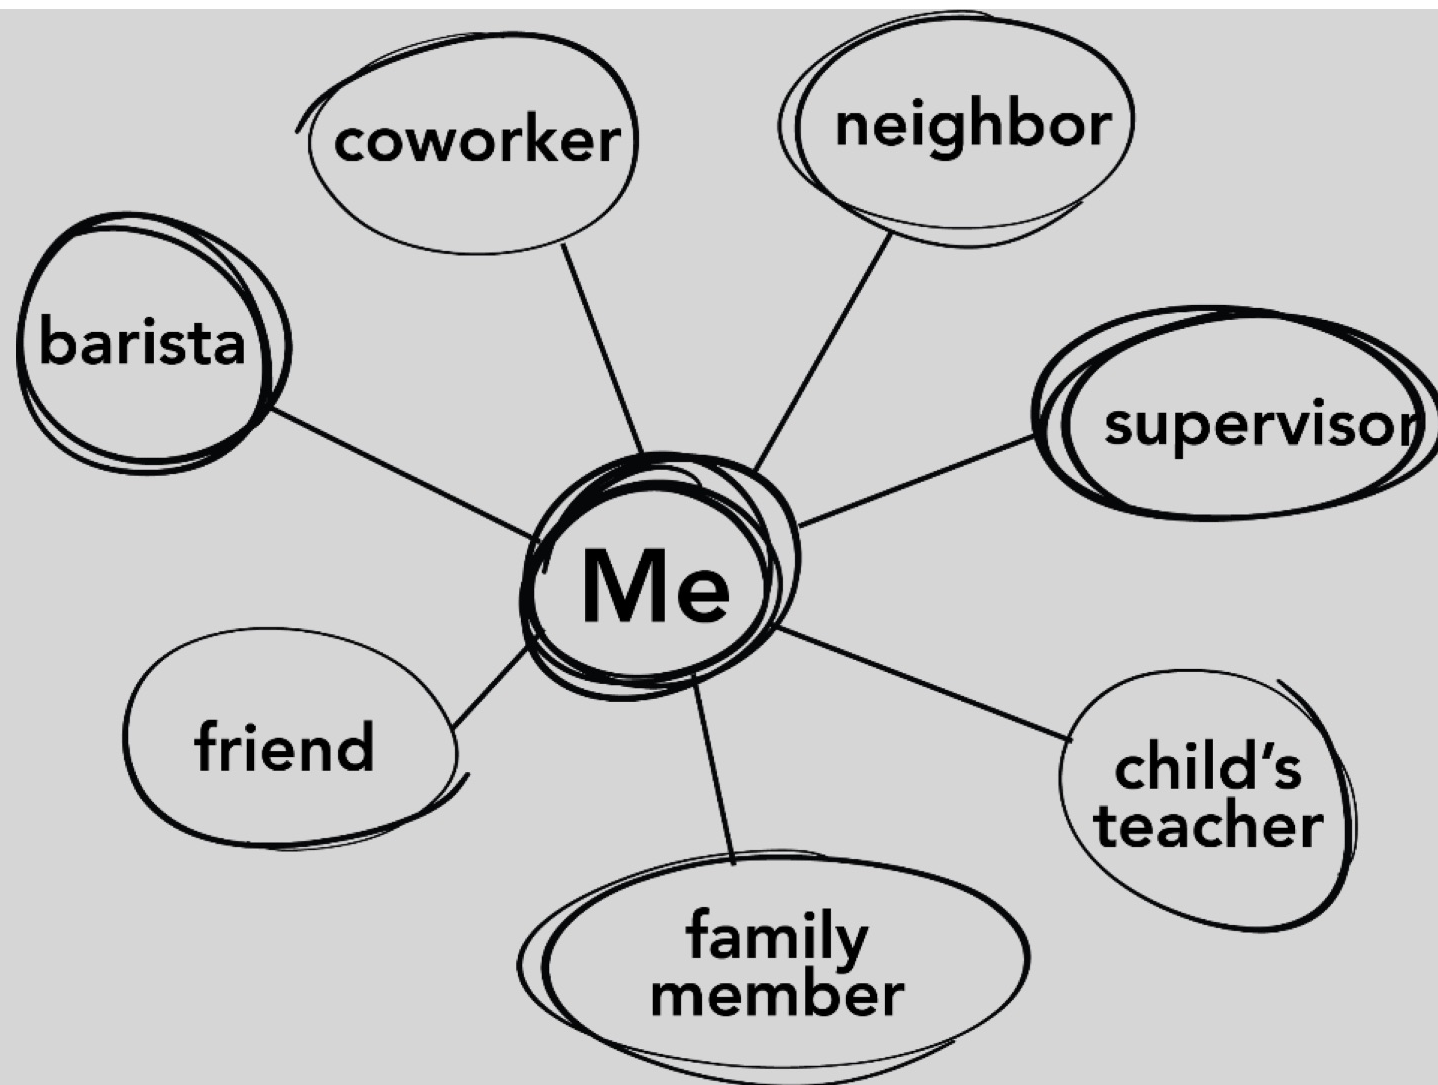 neighbor
coworker
barista
supervisor
Me
friend
child's
teacher
family
member